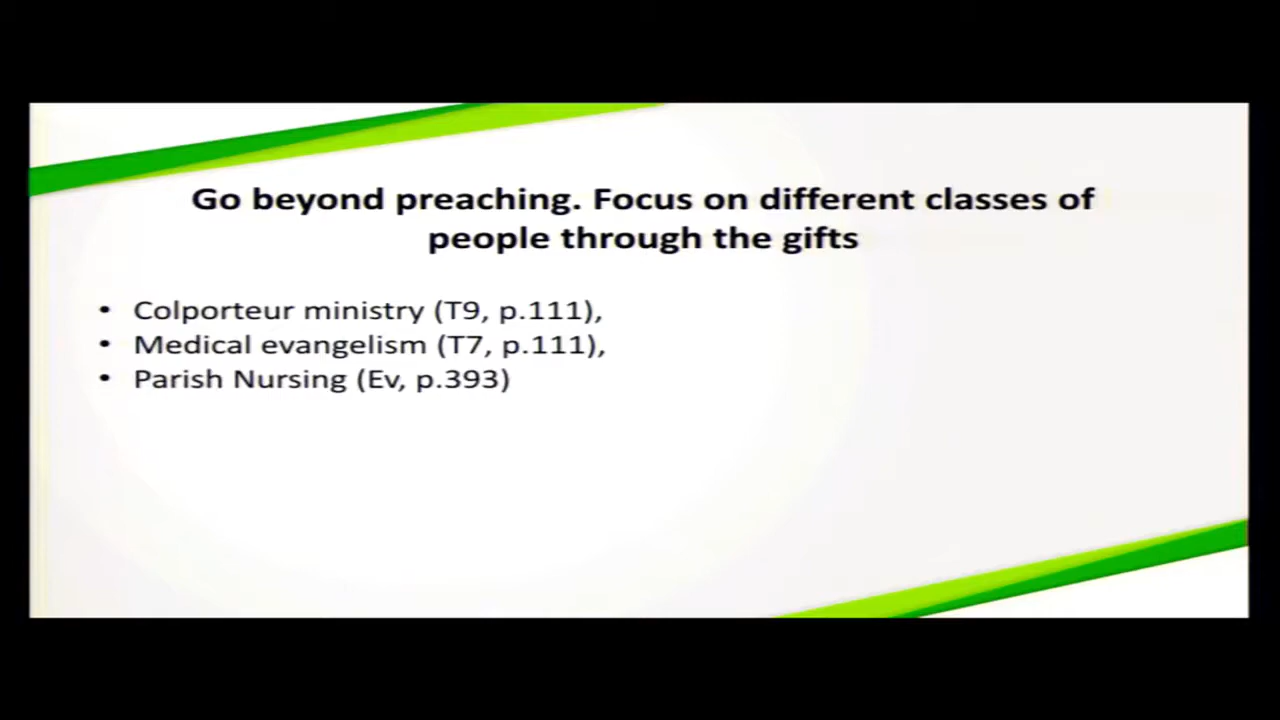 Go beyond preaching. Focus on different classes of
people through the gifts
• Colporteur ministry (T9, p.111),
• Medical evangelism (T7, p.111),
• Parish Nursing (Ev, p.393)